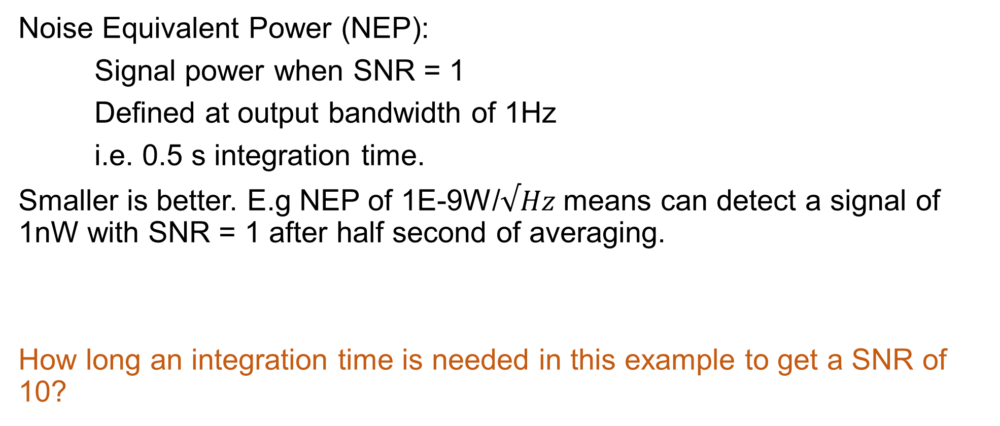 Noise Equivalent Power (NEP):
Signal power when SNR = 1
Defined at output bandwidth of 1Hz
i.e. 0.5 s integration time.
Smaller is better. E.g NEP of 1E-9W/√Hz means can detect a signal of
1nW with SNR = 1 after half second of averaging.
How long an integration time is needed in this example to get a SNR of
10?